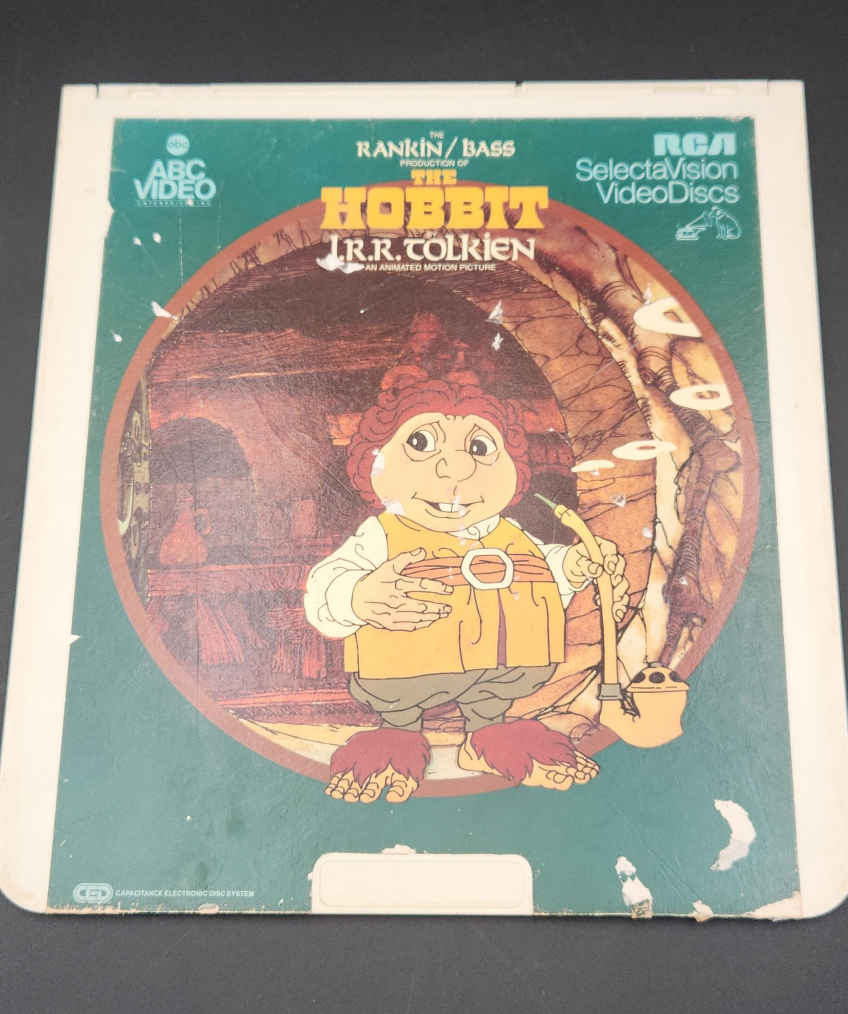 abc
ABC
VIDEO
ENTERPRISES, INC.
THE
RANKIN/BASS
PRODUCTION OF
THE
HOBBIT
J.R.R. TOLKIEN
AN ANIMATED MOTION PICTURE
RCA
SelectaVision
VideoDiscs
CED CAPACITANCE ELECTRONIC DISC SYSTEM